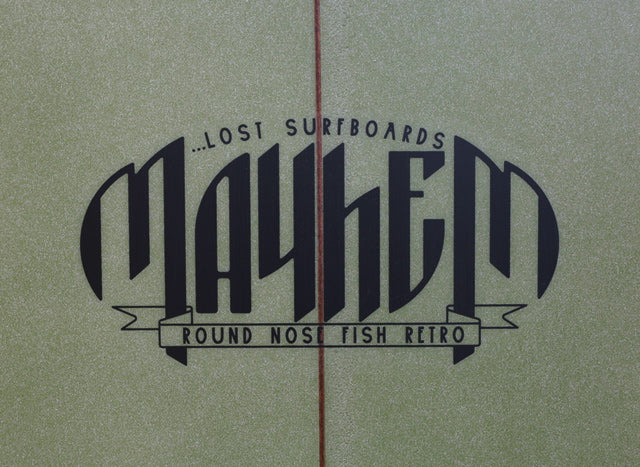 ...LOST SURFBOARDS
MAYHEM
ROUND NOSE FISH RETRO